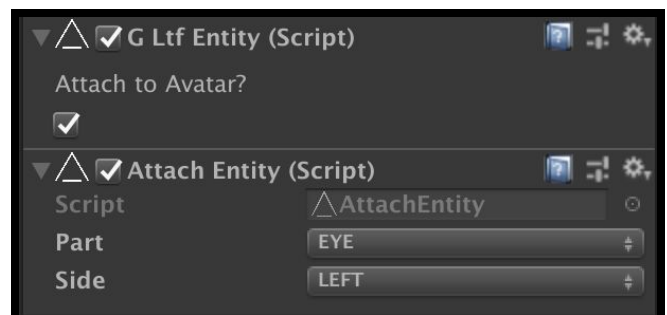 G Ltf Entity (Script)
Attach to Avatar?
Attach Entity (Script)
Script AttachEntity
Part EYE
Side LEFT